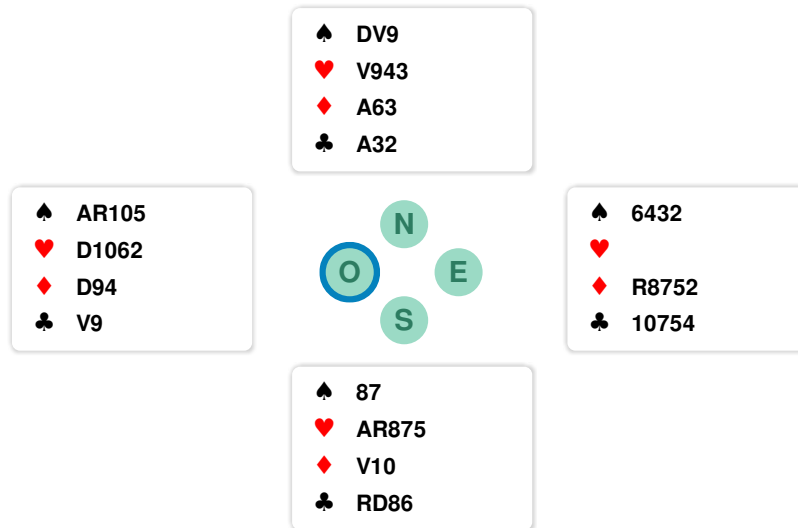 ♠ DV9
♥ V943
♦ A63
♣ A32
♠ AR105
♥ D1062
♦ D94
♣ V9
N
O E
S
♠ 6432
♥
♦ R8752
♣ 10754
♠ 87
♥ AR875
♦ V10
♣ RD86